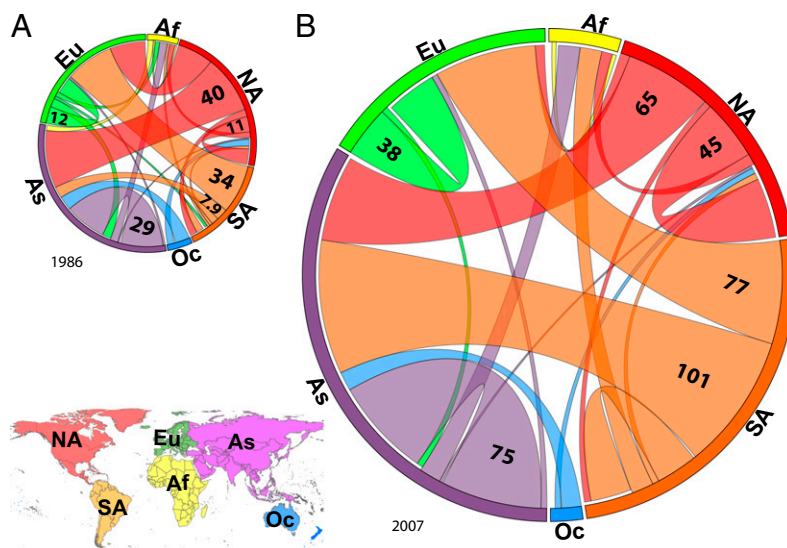 A
Af
Eu
NA
40
11
12
34
7.9
SA
As
29
Oc
1986
B
Af
Eu
NA
65
45
38
77
101
SA
As
75
Oc
2007
NA
Eu
As
Af
SA
Oc